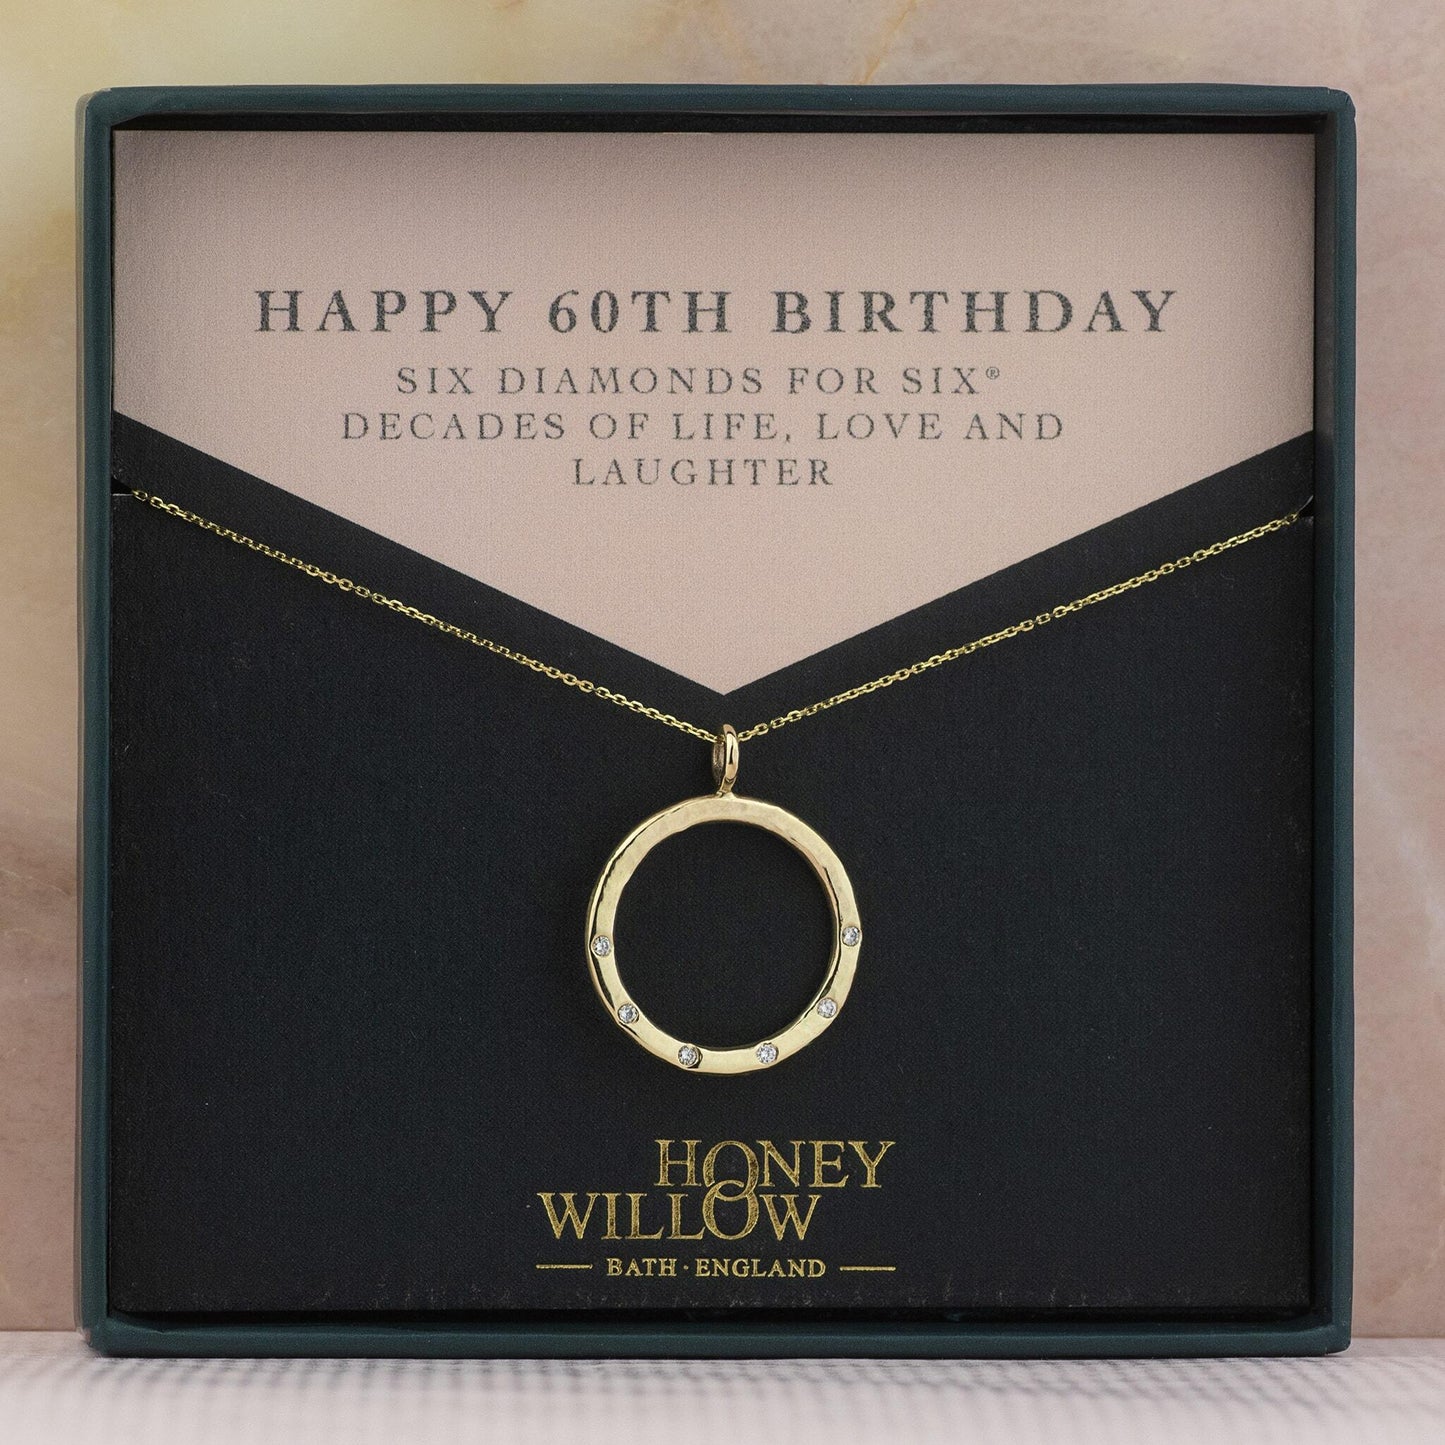 HAPPY 60TH BIRTHDAY
SIX DIAMONDS FOR SIX®
DECADES OF LIFE, LOVE AND
LAUGHTER
HONEY
WILLOW
BATH · ENGLAND